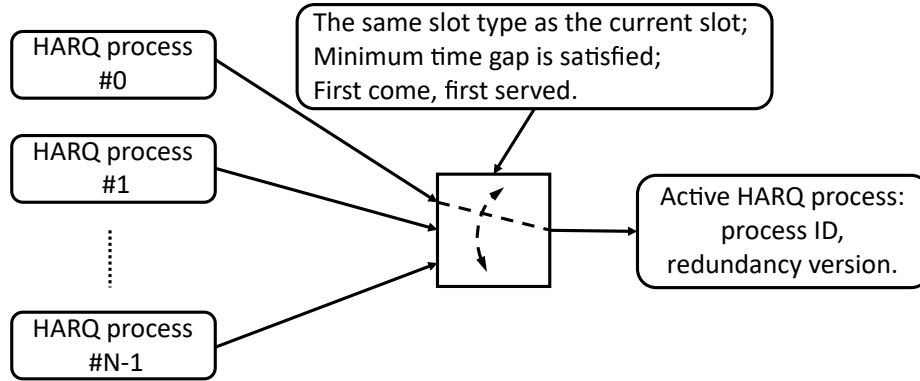 HARQ process
#0
The same slot type as the current slot;
Minimum time gap is satisfied;
First come, first served.
HARQ process
#1
Active HARQ process:
process ID,
redundancy version.
HARQ process
#N-1